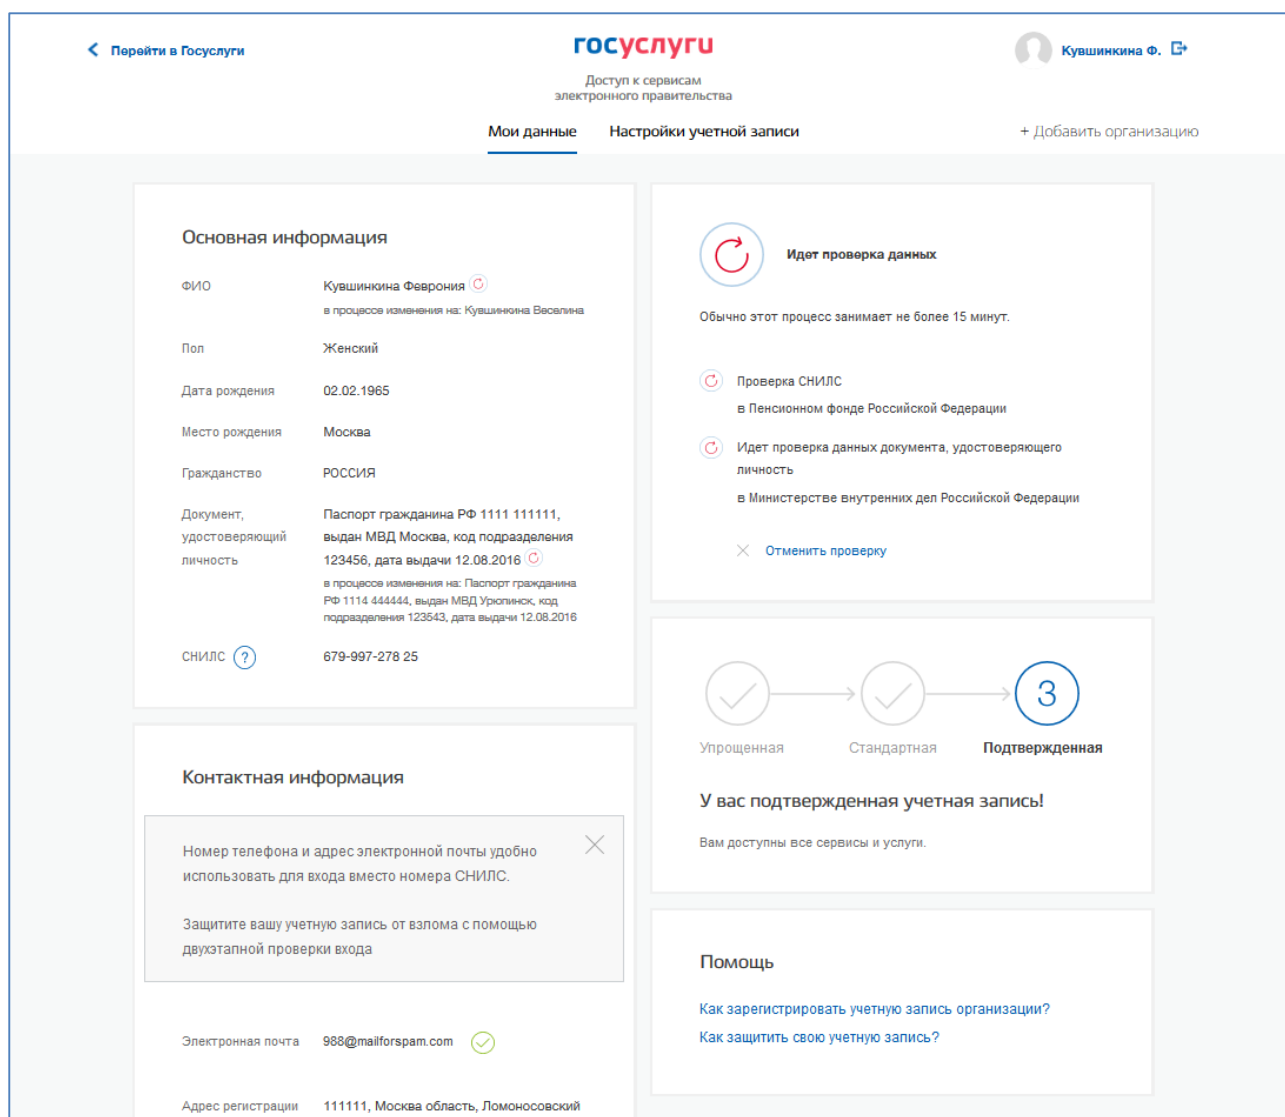 Перейти в Госуслуги
госуслуги
Доступ к сервисам
электронного правительства
Кувшинкина Ф.
Мои данные
Настройки учетной записи
+ Добавить организацию
Основная информация
ФИО
Кувшинкина Феврония
в процессе изменения на: Кувшинкина Веселина
Пол
Женский
Дата рождения
02.02.1965
Место рождения
Москва
Гражданство
РОССИЯ
Документ,
удостоверяющий
личность
Паспорт гражданина РФ 1111 111111,
выдан МВД Москва, код подразделения
123456, дата выдачи 12.08.2016
в процессе изменения на: Паспорт гражданина
РФ 1114 444444, выдан МВД Урюпинск, код
подразделения 123543, дата выдачи 12.08.2016
СНИЛС ?
679-997-278 25
Контактная информация
Номер телефона и адрес электронной почты удобно
использовать для входа вместо номера СНИЛС.
Защитите вашу учетную запись от взлома с помощью
двухэтапной проверки входа
Электронная почта
988@mailforspam.com
Адрес регистрации
111111, Москва область, Ломоносовский
Идет проверка данных
Обычно этот процесс занимает не более 15 минут.
Проверка СНИЛС
в Пенсионном фонде Российской Федерации
Идет проверка данных документа, удостоверяющего
личность
в Министерстве внутренних дел Российской Федерации
Отменить проверку
3
Упрощенная
Стандартная
Подтвержденная
У вас подтвержденная учетная запись!
Вам доступны все сервисы и услуги.
Помощь
Как зарегистрировать учетную запись организации?
Как защитить свою учетную запись?